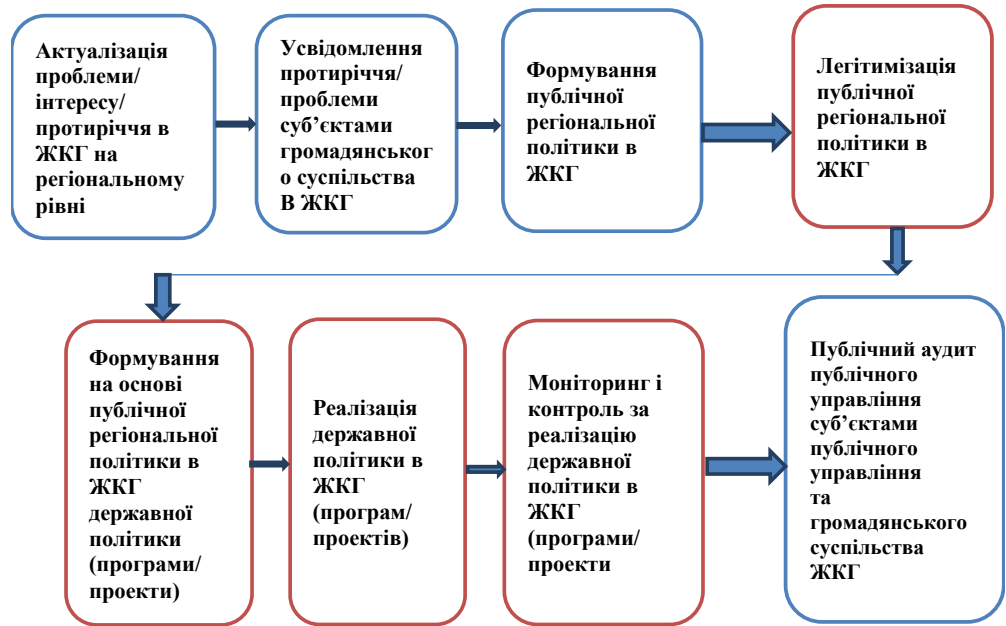 Актуалізація
проблеми/
інтересу/
протиріччя в
ЖКГ на
регіональному
рівні
Усвідомлення
протиріччя/
проблеми
суб’єктами
громадянськог
о суспільства
В ЖКГ
Формування
публічної
регіональної
політики в
ЖКГ
Легітимізація
публічної
регіональної
політики в
ЖКГ
Формування
на основі
публічної
регіональної
політики в
ЖКГ
державної
політики
(програми/
проекти)
Реалізація
державної
політики в
ЖКГ
(програм/
проектів)
Моніторинг і
контроль за
реалізацію
державної
політики в
ЖКГ
(програми/
проекти
Публічний аудит
публічного
управління
суб’єктами
публічного
управління
та
громадянського
суспільства
ЖКГ